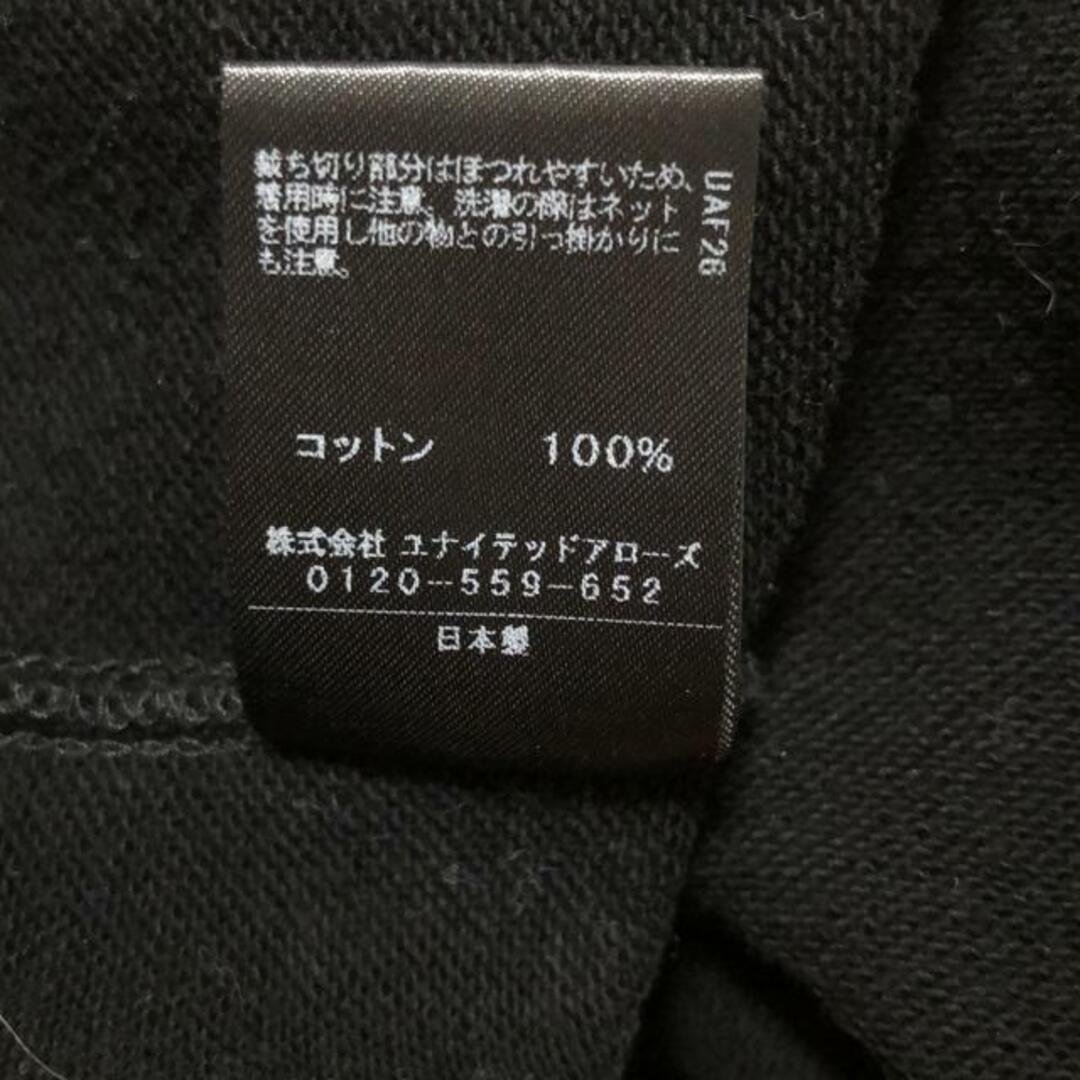 裁ち切り部分はほつれやすいため、
着用時に注意。洗濯の際はネット
を使用し他の物との引っ掛かりに
も注意。
UAF26
コットン 100%
株式会社 ユナイテッドアローズ
0120-559-652
日本製